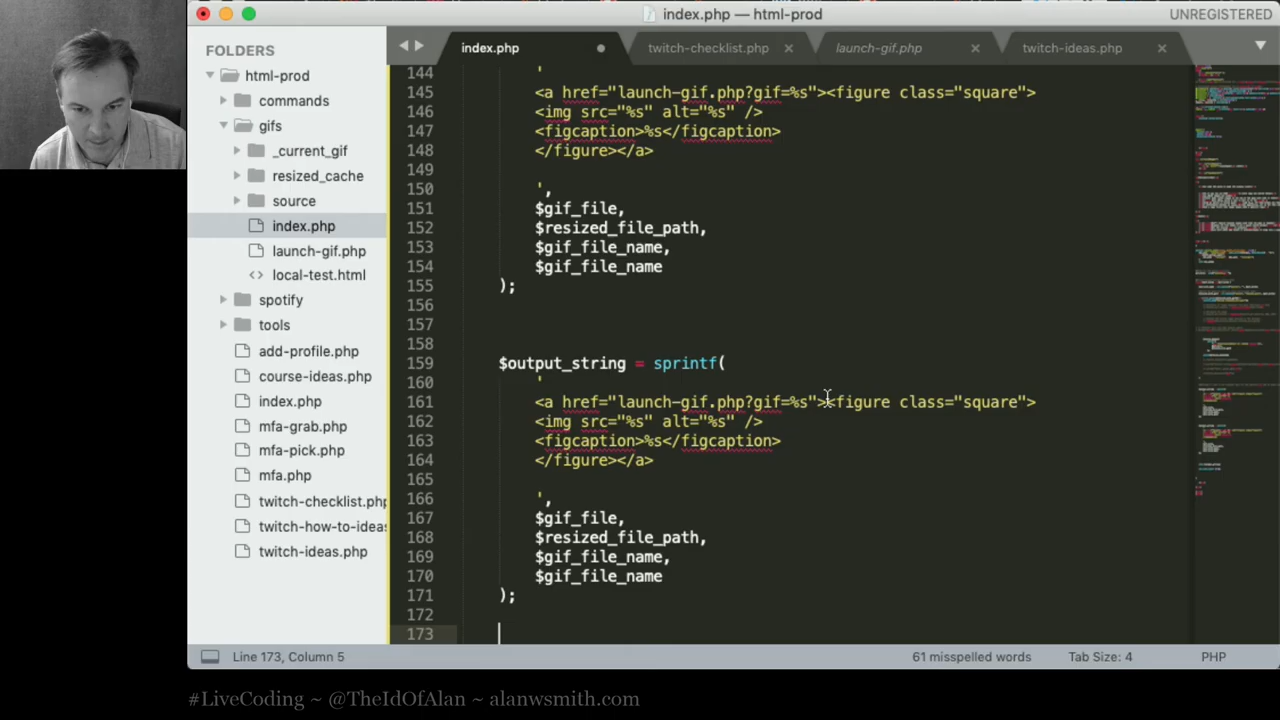 index.php — html-prod
UNREGISTERED
FOLDERS
html-prod
commands
gifs
_current_gif
resized_cache
source
index.php
launch-gif.php
local-test.html
spotify
tools
add-profile.php
course-ideas.php
index.php
mfa-grab.php
mfa-pick.php
mfa.php
twitch-checklist.php
twitch-how-to-ideas
twitch-ideas.php
index.php
twitch-checklist.php
launch-gif.php
twitch-ideas.php
144 '
145 <a href="launch-gif.php?gif=%s"><figure class="square">
146 <img src="%s" alt="%s" />
147 <figcaption>%s</figcaption>
148 </figure></a>
149
150 ',
151 $gif_file,
152 $resized_file_path,
153 $gif_file_name,
154 $gif_file_name
155 );
156
157
158
159 $output_string = sprintf(
160 '
161 <a href="launch-gif.php?gif=%s"><figure class="square">
162 <img src="%s" alt="%s" />
163 <figcaption>%s</figcaption>
164 </figure></a>
165
166 ',
167 $gif_file,
168 $resized_file_path,
169 $gif_file_name,
170 $gif_file_name
171 );
172
173
Line 173, Column 5
61 misspelled words
Tab Size: 4
PHP
#LiveCoding ~ @TheIdOfAlan ~ alanwsmith.com